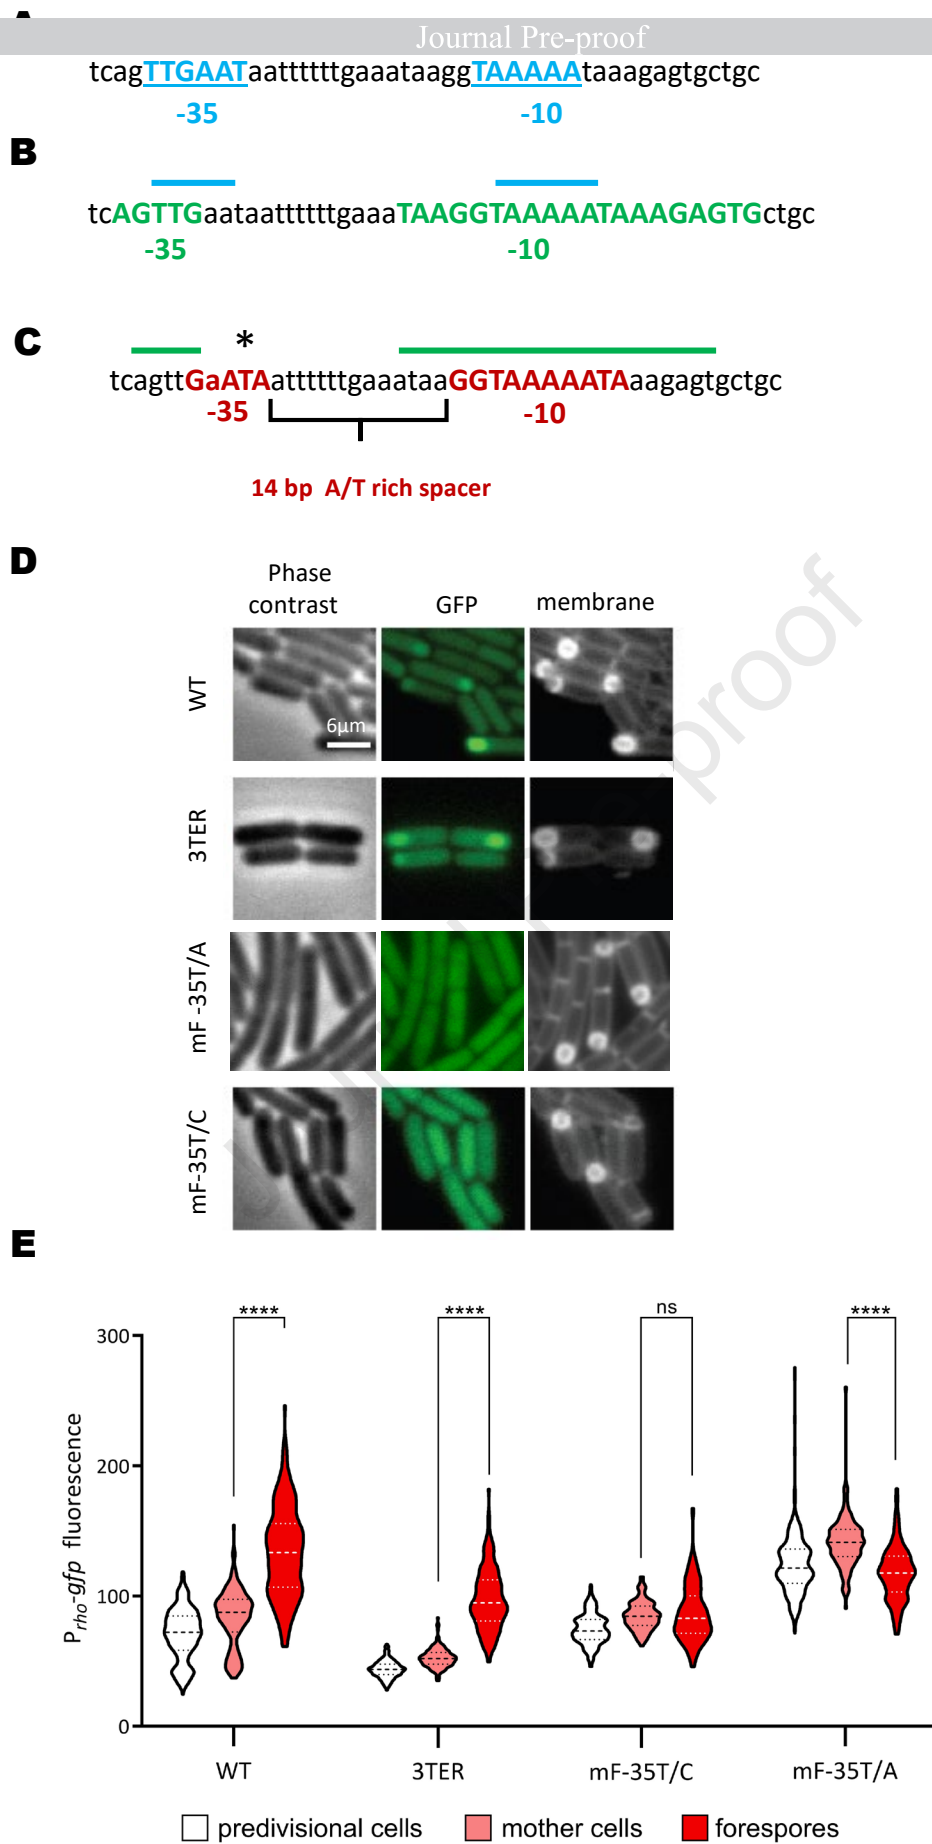 A
Journal Pre-proof
tcagTTGAATaattttttgaaataaggTAAAAAtaaagagtgctgc
-35 -10
B
tcAGTTGaataattttttgaaaTAAGGTAAAAATAAAGAGTGctgc
-35 -10
C
*
tcagttGaATAattttttgaaataaGGTAAAAATAaagagtgctgc
-35 -10
14 bp A/T rich spacer
D
Phase contrast GFP membrane
WT
6µm
3TER
mF -35T/A
mF-35T/C
E
**** **** ns ****
300
200
100
0
Prho-gfp fluorescence
WT 3TER mF-35T/C mF-35T/A
predivisional cells mother cells forespores